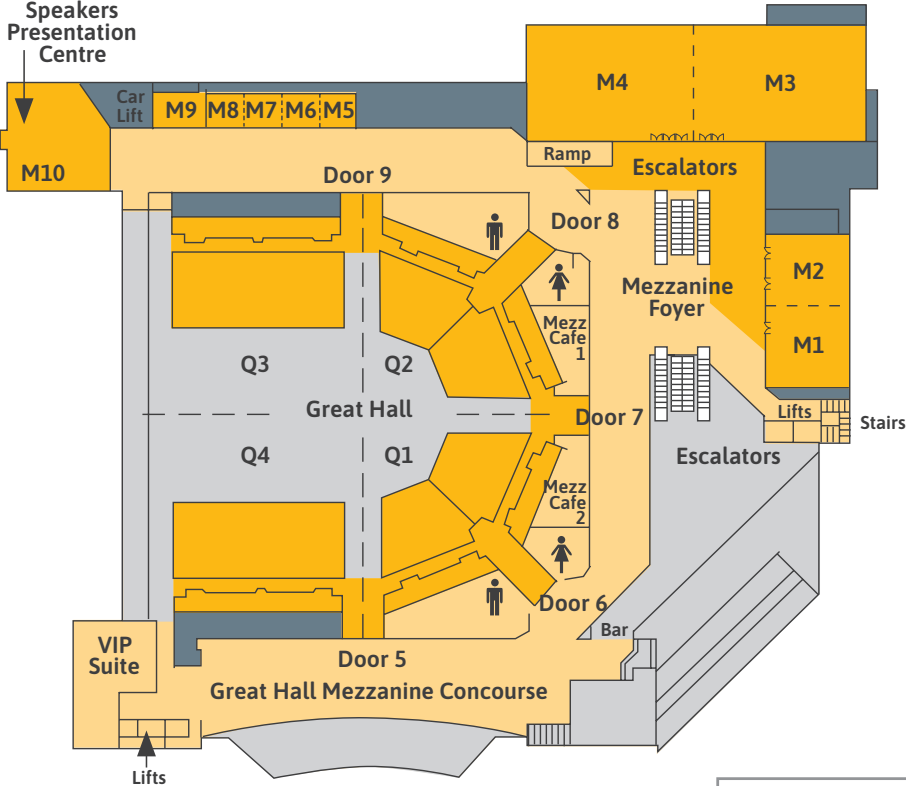 Speakers
Presentation
Centre
M4
M3
Car
Lift
M9
M8
M7
M6
M5
Ramp
Escalators
M10
Door 9
Door 8
M2
Mezzanine
Foyer
Mezz
Cafe
1
M1
Q3
Q2
Great Hall
Door 7
Lifts
Stairs
Q4
Q1
Escalators
Mezz
Cafe
2
Door 6
Bar
VIP
Suite
Door 5
Great Hall Mezzanine Concourse
Lifts